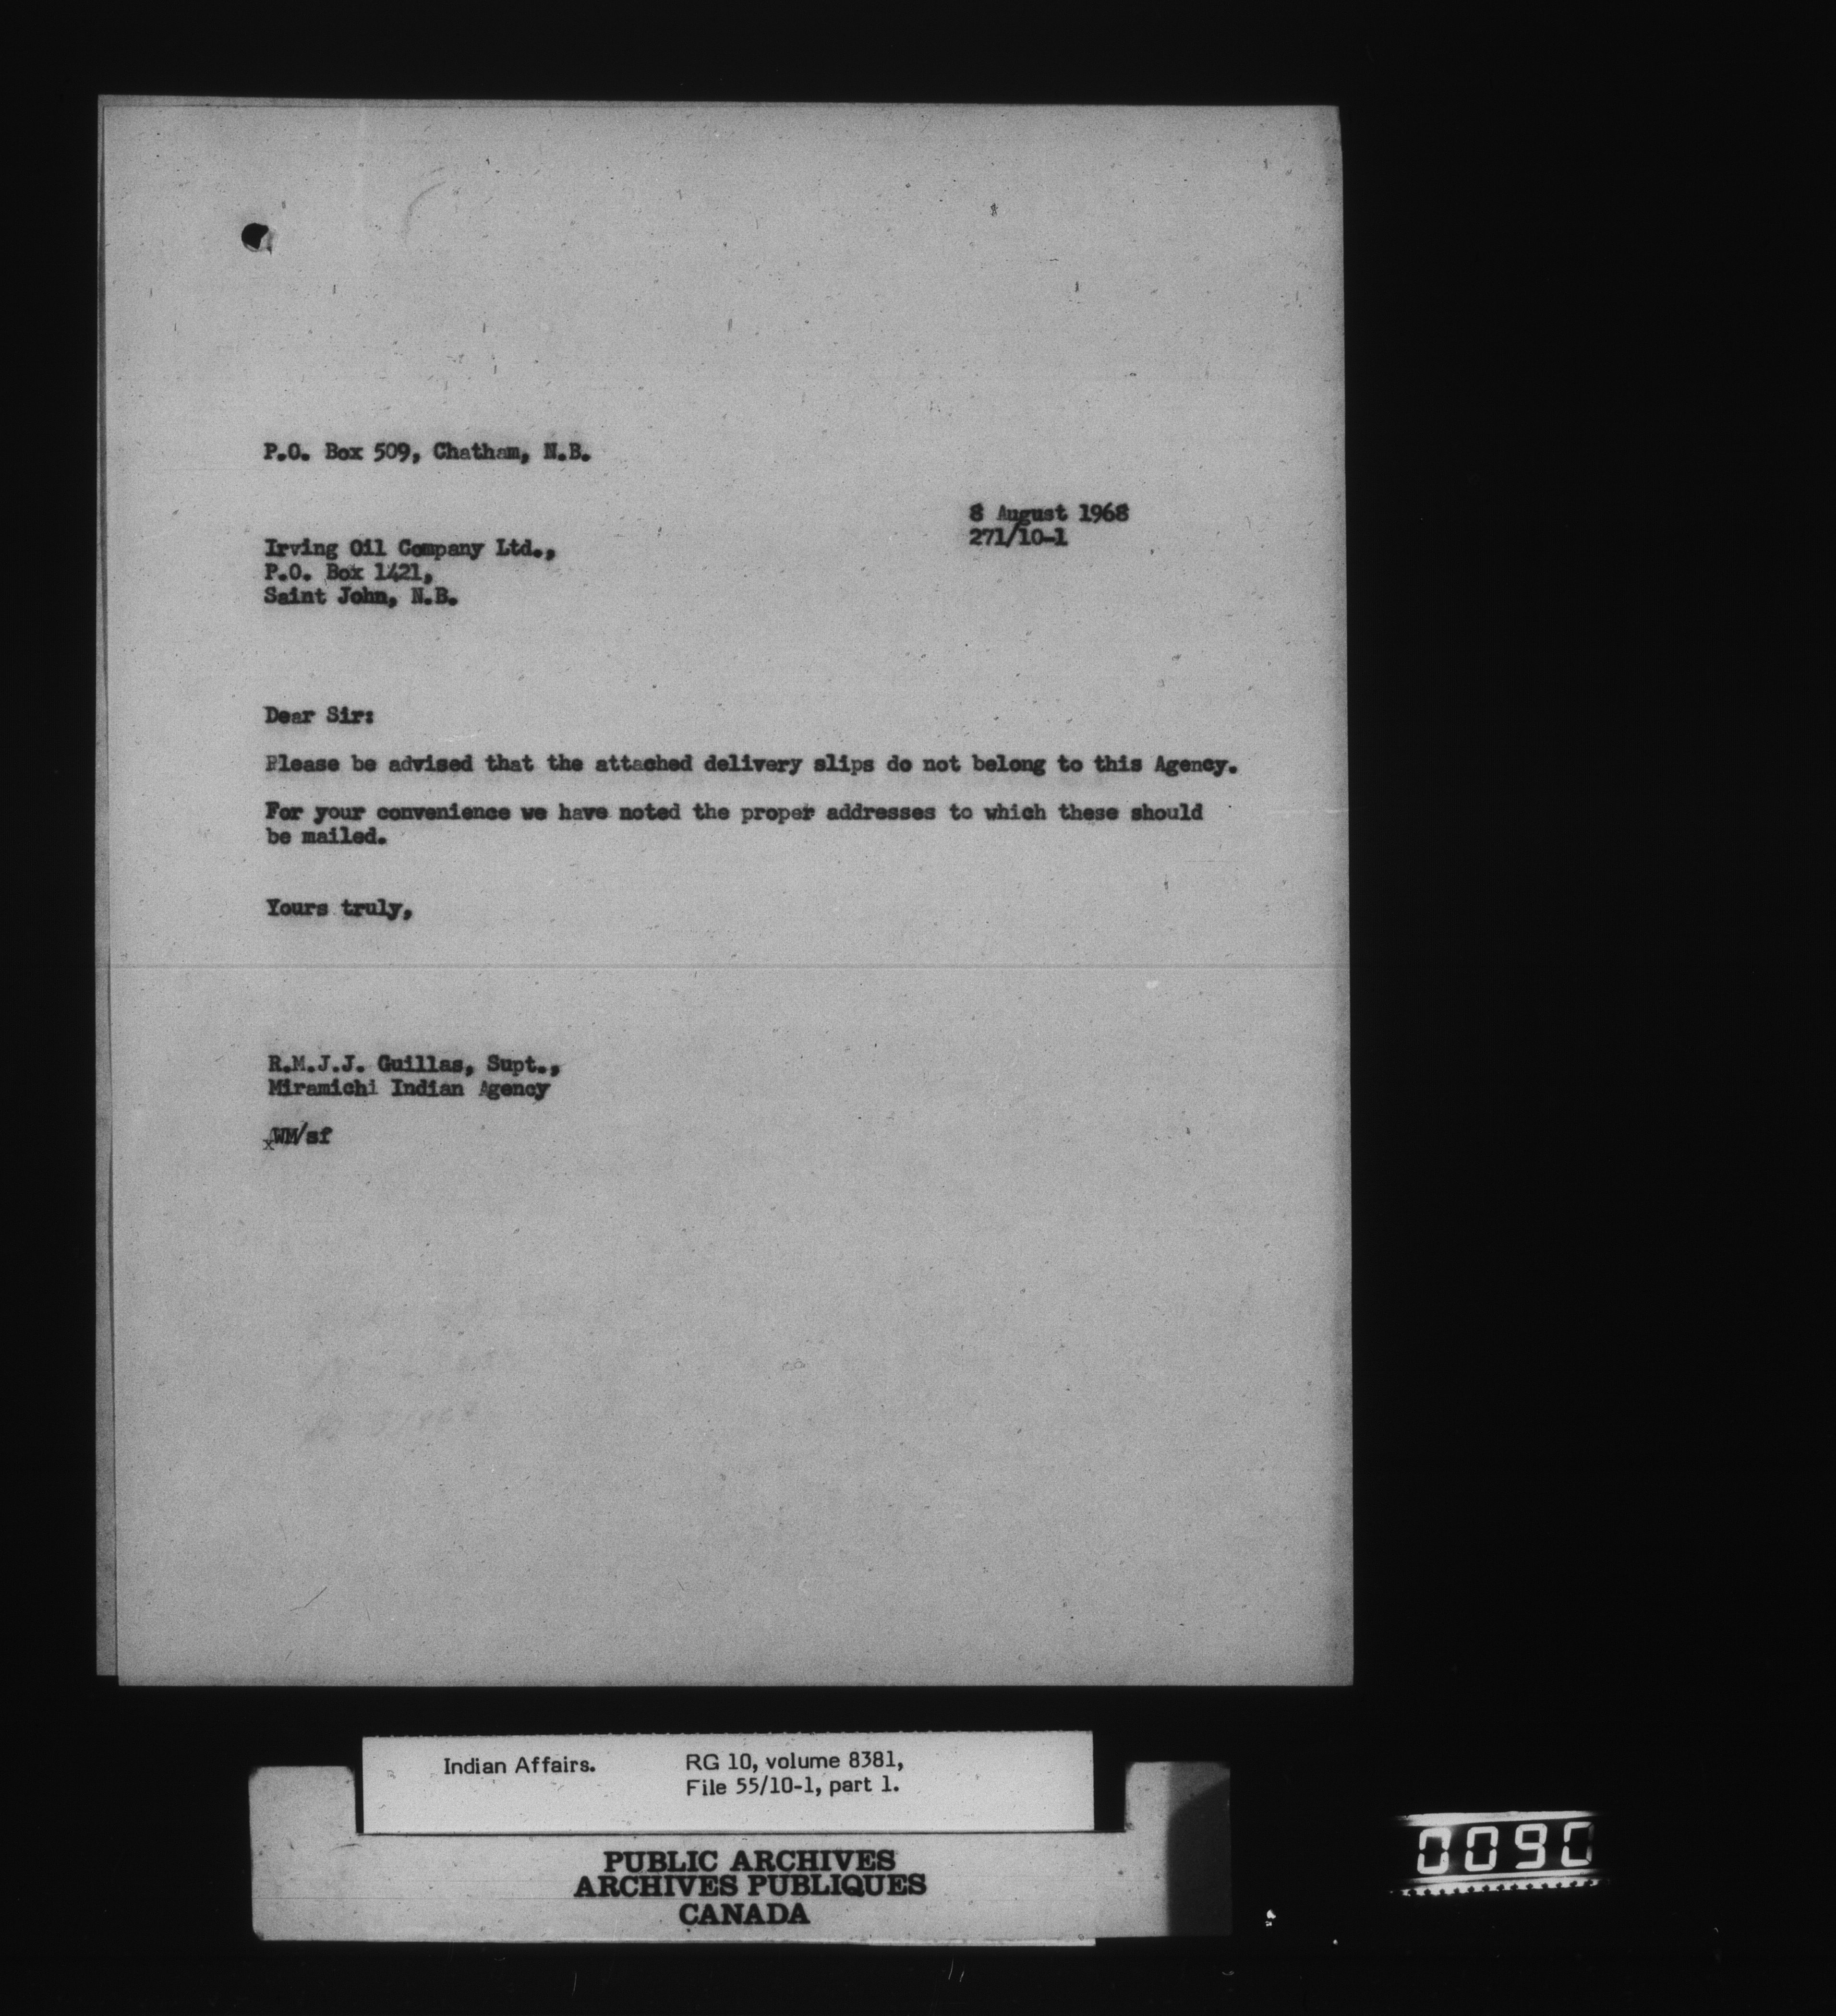 P.O. Box 509, Chatham, N.B.
8 August 1968
271/10-1
Irving Oil Company Ltd.,
P.O. Box 1421,
Saint John, N.B.
Dear Sir:
Please be advised that the attached delivery slips do not belong to this Agency.
For your convenience we have noted the proper addresses to which these should
be mailed.
Yours truly,
R.M.J.J. Guillas, Supt.,
Miramichi Indian Agency
xWM/sf
Indian Affairs. RG 10, volume 8381,
File 55/10-1, part 1.
PUBLIC ARCHIVES
ARCHIVES PUBLIQUES
CANADA
0090